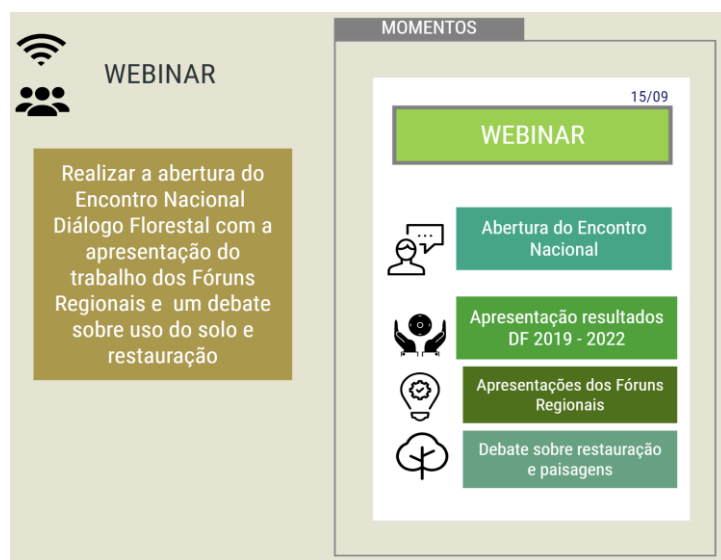 WEBINAR
Realizar a abertura do
Encontro Nacional
Diálogo Florestal com a
apresentação do
trabalho dos Fóruns
Regionais e um debate
sobre uso do solo e
restauração
MOMENTOS
15/09
WEBINAR
Abertura do Encontro
Nacional
Apresentação resultados
DF 2019 - 2022
Apresentações dos Fóruns
Regionais
Debate sobre restauração
e paisagens